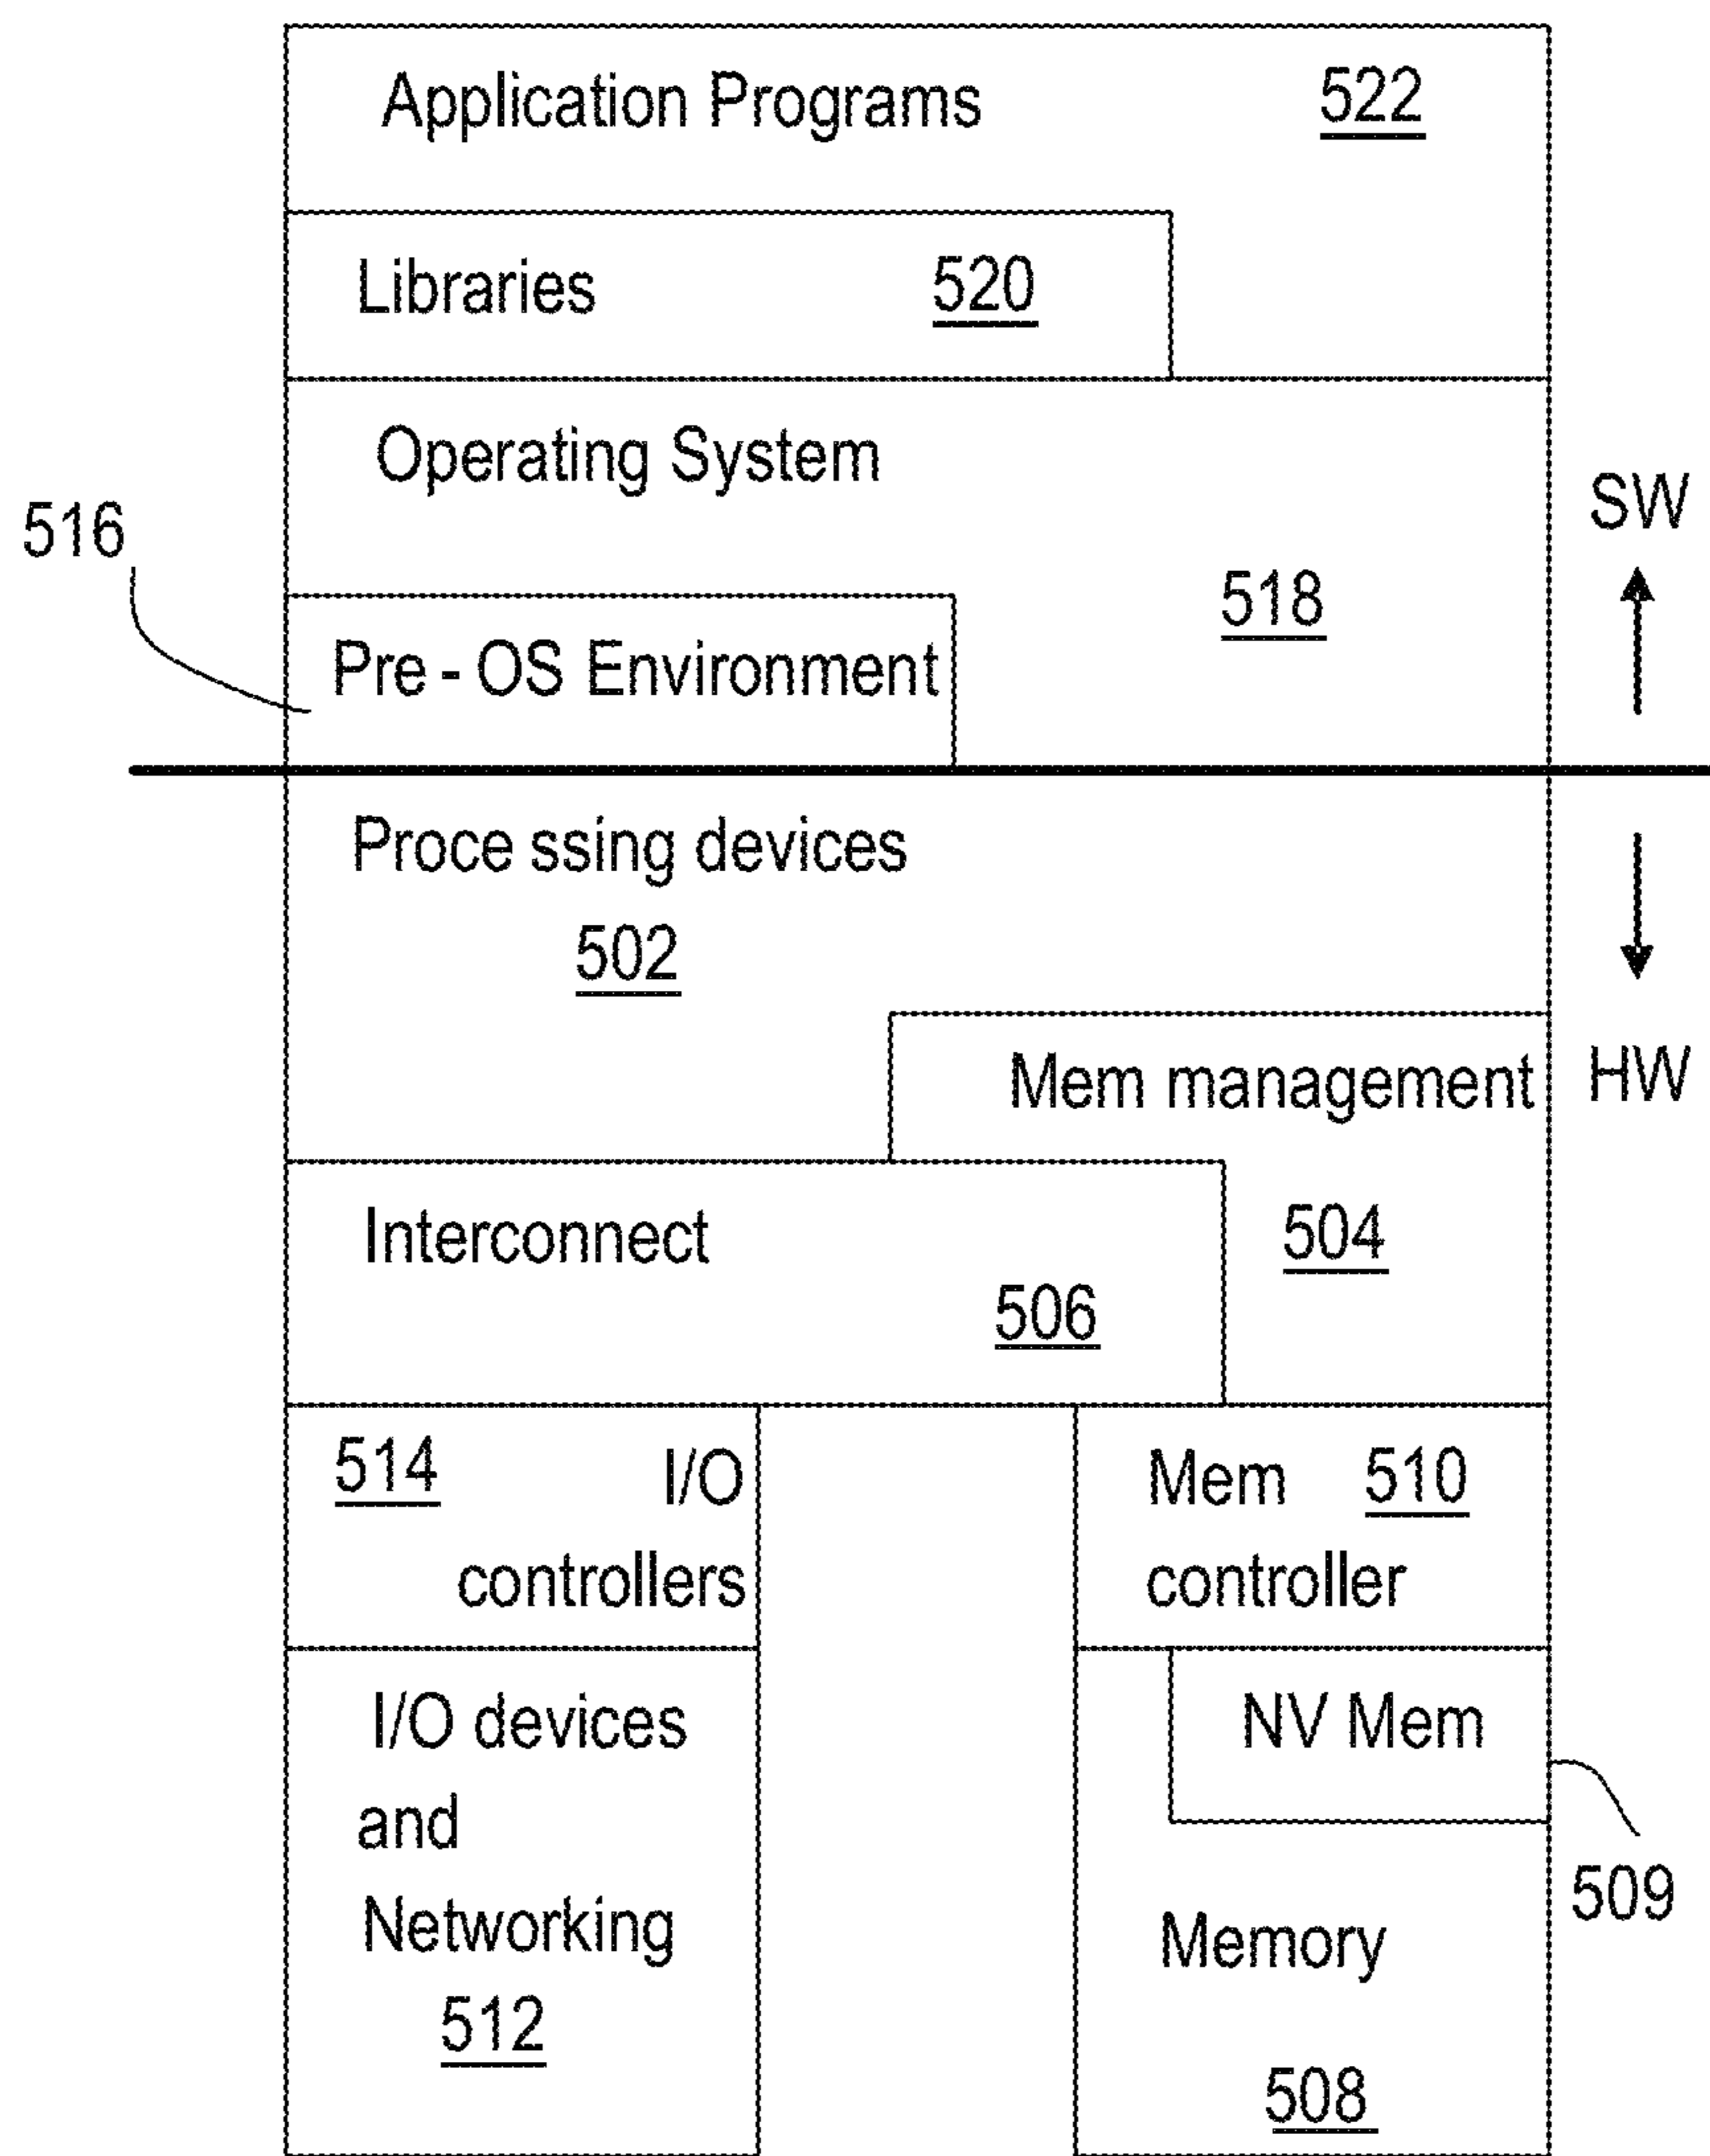 Application Programs 522
Libraries 520
Operating System
SW
516
518
Pre - OS Environment
Proce ssing devices
502
Mem management HW
Interconnect 504
506
514 I/O
controllers
Mem 510
controller
I/O devices
and
Networking
512
NV Mem
509
Memory
508